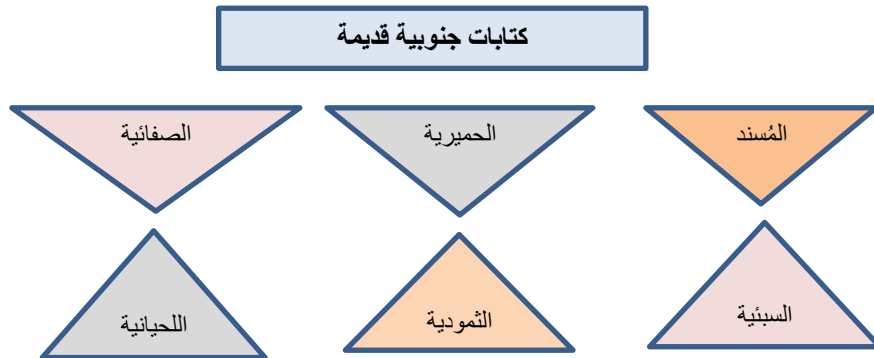 كتابات جنوبية قديمة
المُسند
الحميرية
الصفائية
السبئية
الثمودية
اللحيانية